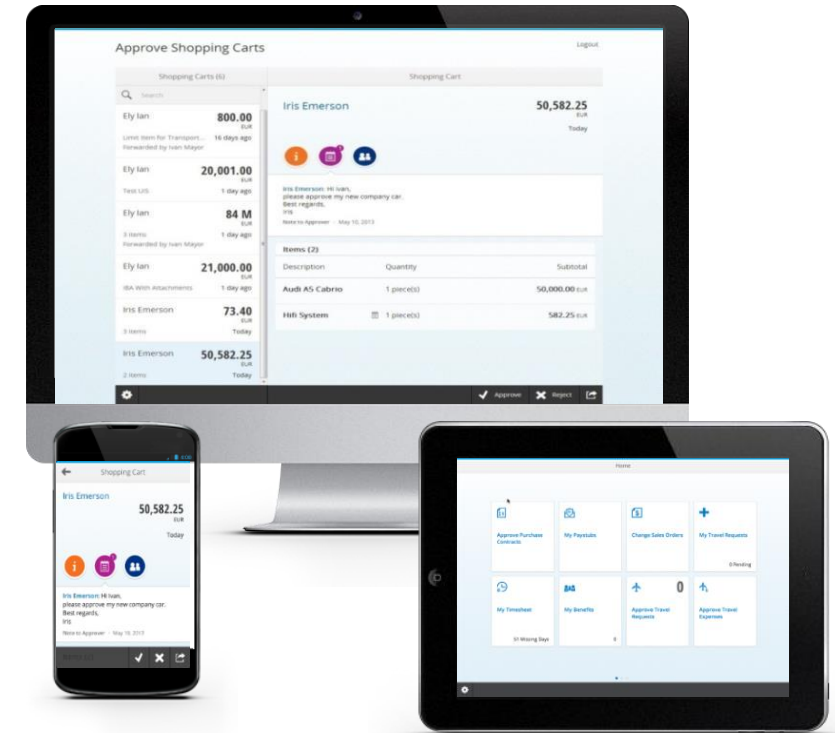 Approve Shopping Carts
Logout
Shopping Carts (6)
Search
Ely Ian 800.00
EUR
Limit Item for Transport... 16 days ago
Forwarded by Ivan Mayor
Ely Ian 20,001.00
EUR
Test UIS 1 day ago
Ely Ian 84 M
EUR
3 items 1 day ago
Forwarded by Ivan Mayor
Ely Ian 21,000.00
EUR
IBA With Attachments 1 day ago
Iris Emerson 73.40
EUR
3 items Today
Iris Emerson 50,582.25
EUR
2 items Today
Shopping Cart
Iris Emerson 50,582.25
EUR
Today
Iris Emerson: Hi Ivan,
please approve my new company car.
Best regards,
Iris
Note to Approver - May 10, 2013
Items (2)
Description Quantity Subtotal
Audi A5 Cabrio 1 piece(s) 50,000.00 EUR
Hifi System 1 piece(s) 582.25 EUR
Approve Reject
Shopping Cart
Iris Emerson
50,582.25
EUR
Today
Iris Emerson: Hi Ivan,
please approve my new company car.
Best regards,
Iris
Note to Approver - May 10, 2013
Home
Approve Purchase
Contracts
My Paystubs
Change Sales Orders
My Travel Requests
0 Pending
My Timesheet
51 Missing Days
My Benefits
0
0
Approve Travel
Requests
Approve Travel
Expenses